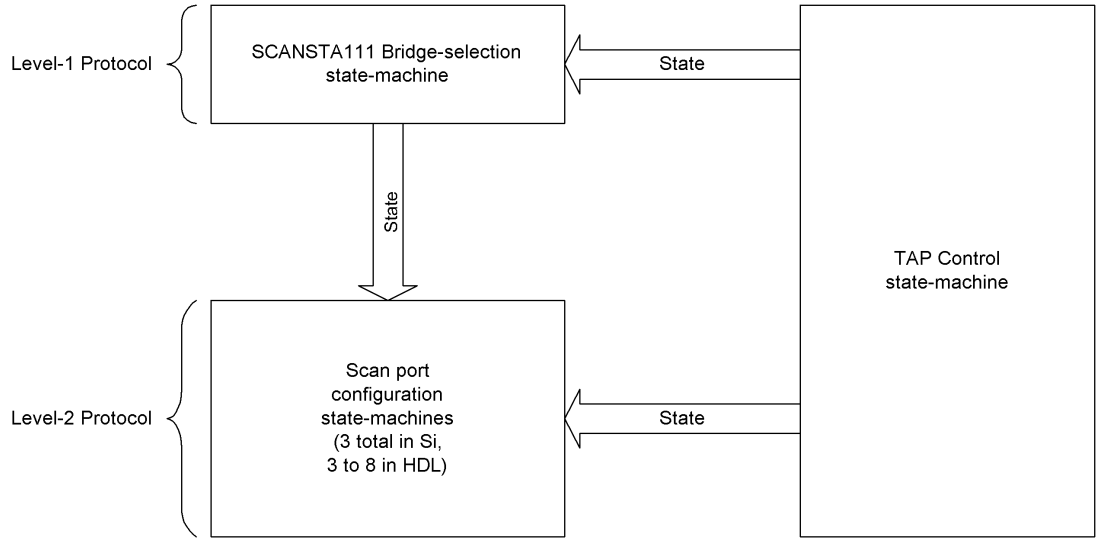 Level-1 Protocol
SCANSTA111 Bridge-selection
state-machine
State
State
TAP Control
state-machine
Level-2 Protocol
Scan port
configuration
state-machines
(3 total in Si,
3 to 8 in HDL)
State